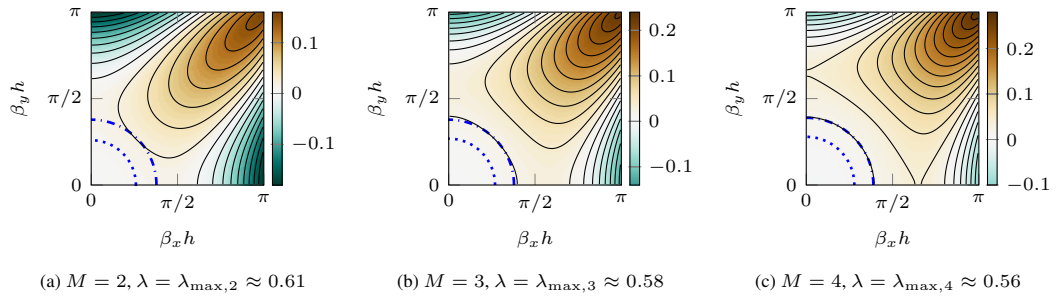 π
π/2
0
β_y h
0
π/2
π
β_x h
0.1
0
−0.1
(a) M = 2, λ = λ_max,2 ≈ 0.61
π
π/2
0
β_y h
0
π/2
π
β_x h
0.2
0.1
0
−0.1
(b) M = 3, λ = λ_max,3 ≈ 0.58
π
π/2
0
β_y h
0
π/2
π
β_x h
0.2
0.1
0
−0.1
(c) M = 4, λ = λ_max,4 ≈ 0.56